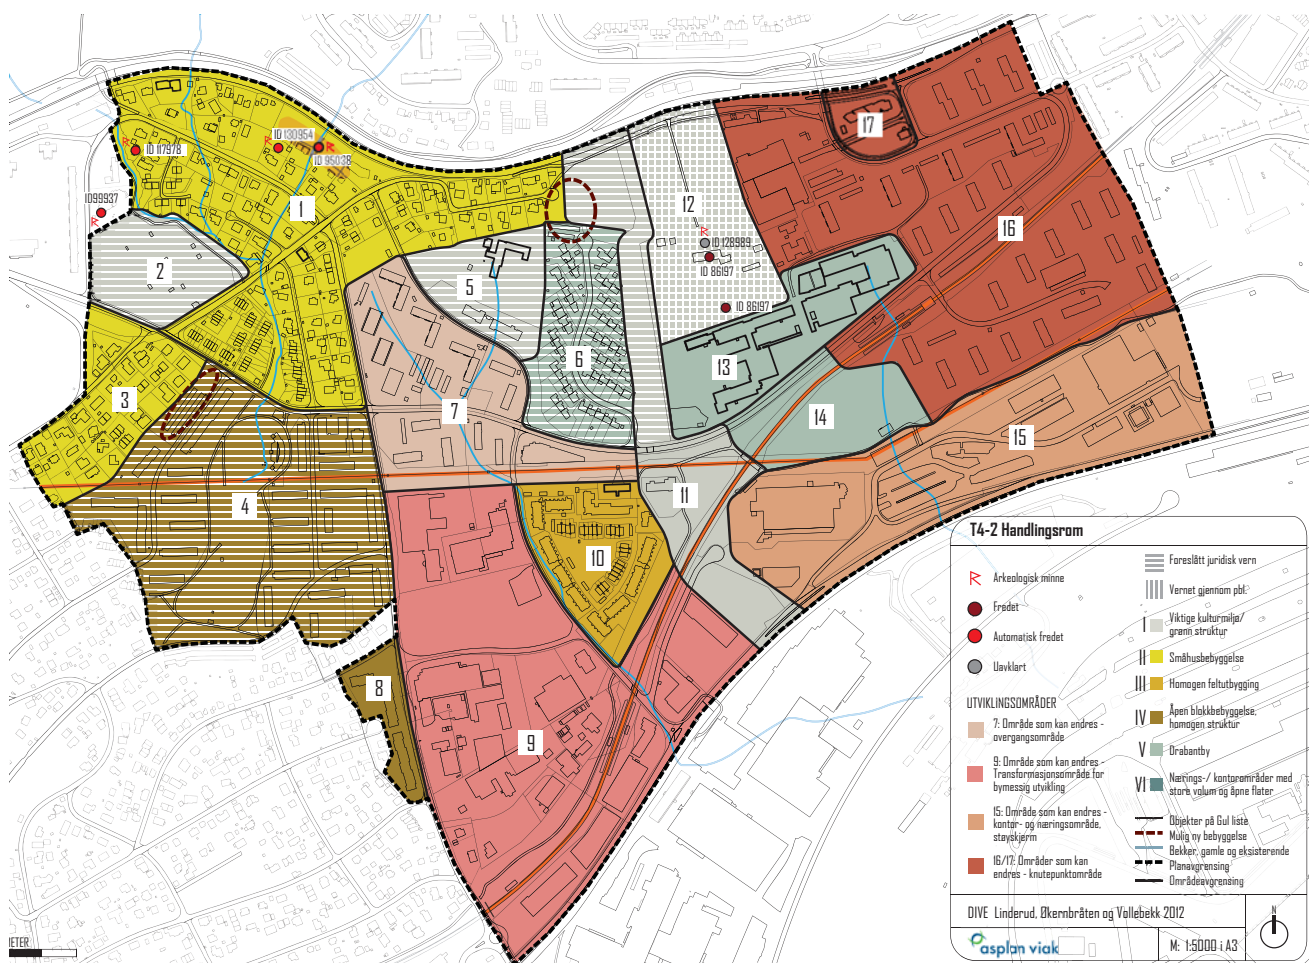 17
ID 130954
ID 117978
ID 95038
ID99937
1
12
16
ID 128989
2
ID 86197
5
ID 86197
6
13
3
7
14
15
4
11
10
8
9
T4-2 Handlingsrom
Arkeologisk minne
Fredet
Automatisk fredet
Uavklart
UTVIKLINGSOMRÅDER
7: Område som kan endres -
overgangsområde
9: Område som kan endres -
Transformasjonsområde for
bymessig utvikling
15: Område som kan endres -
kontor- og næringsområde,
støyskjerm
16/17: Områder som kan
endres - knutepunktområde
Foreslått juridisk vern
Vernet gjennom pbl.
I Viktige kulturmiljø/
grønn struktur
II Småhusbebyggelse
III Homogen feltutbygging
IV Åpen blokkbebyggelse,
homogen struktur
V Drabantby
VI Nærings-/ kontorområder med
store volum og åpne flater
Objekter på Gul liste
Mulig ny bebyggelse
Bekker, gamle og eksisterende
Planavgrensing
Områdeavgrensing
DIVE Linderud, Økernbråten og Vollebekk 2012
N
asplan viak
M: 1:5000 i A3
METER